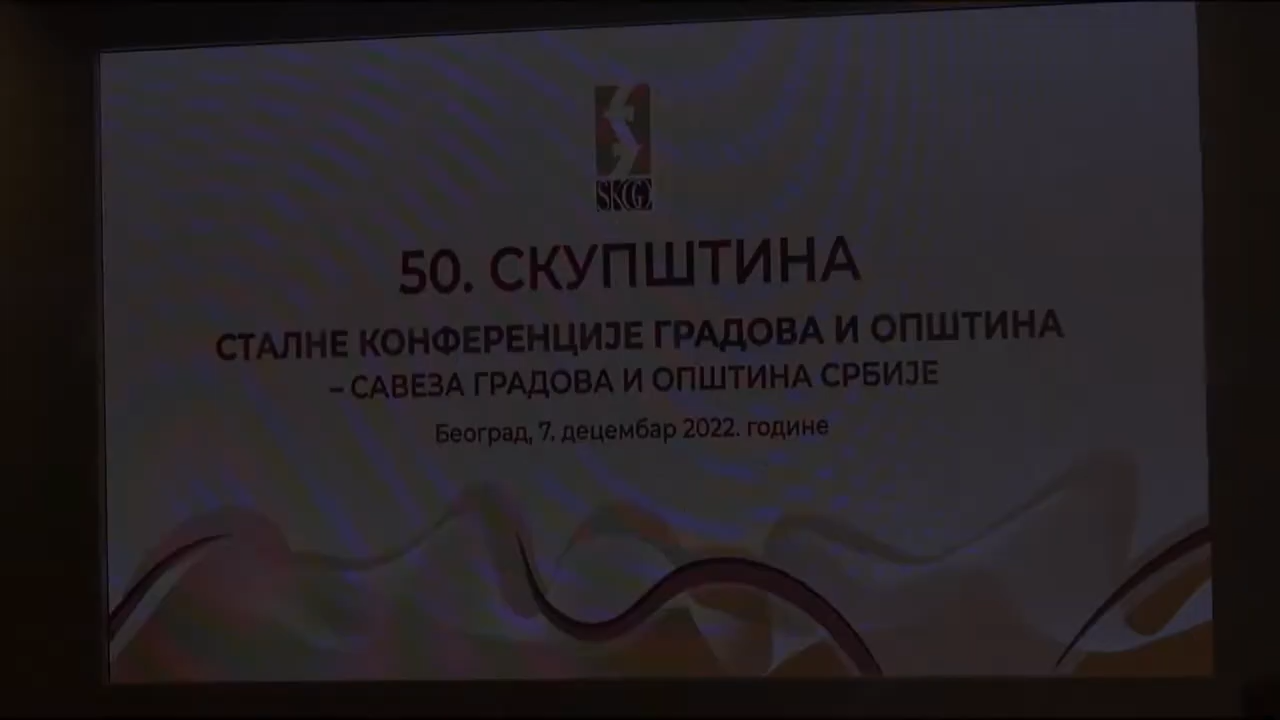 SKGO
50. СКУПШТИНА
СТАЛНЕ КОНФЕРЕНЦИЈЕ ГРАДОВА И ОПШТИНА
– САВЕЗА ГРАДОВА И ОПШТИНА СРБИЈЕ
Београд, 7. децембар 2022. године